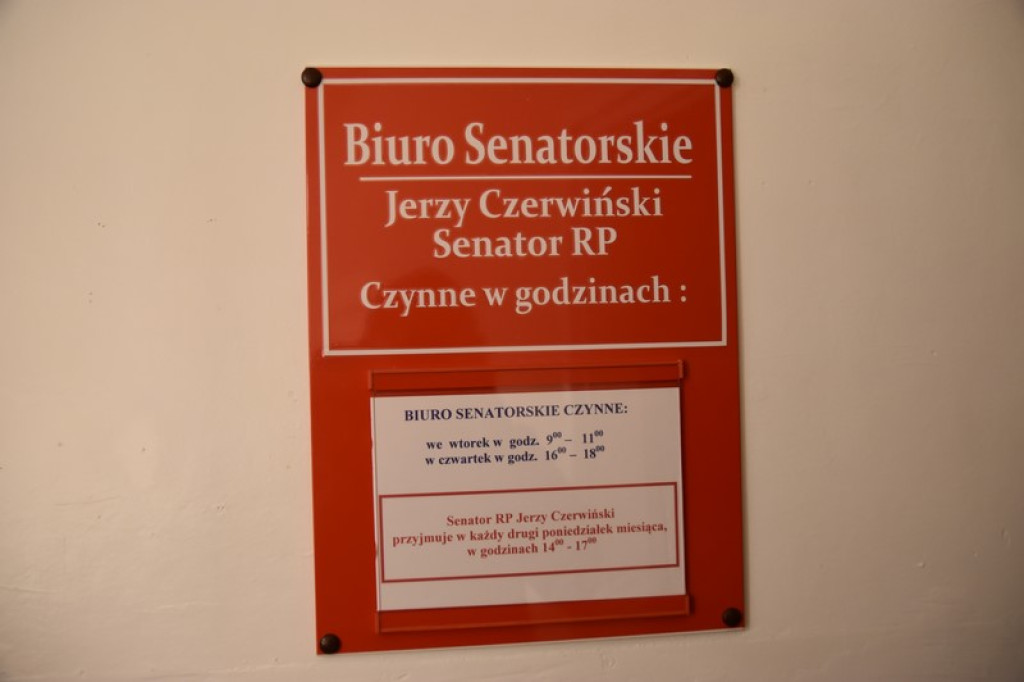 Biuro Senatorskie
Jerzy Czerwiński
Senator RP
Czynne w godzinach :
BIURO SENATORSKIE CZYNNE:
we wtorek w godz. 9⁰⁰ – 11⁰⁰
w czwartek w godz. 16⁰⁰ – 18⁰⁰
Senator RP Jerzy Czerwiński
przyjmuje w każdy drugi poniedziałek miesiąca,
w godzinach 14⁰⁰ - 17⁰⁰